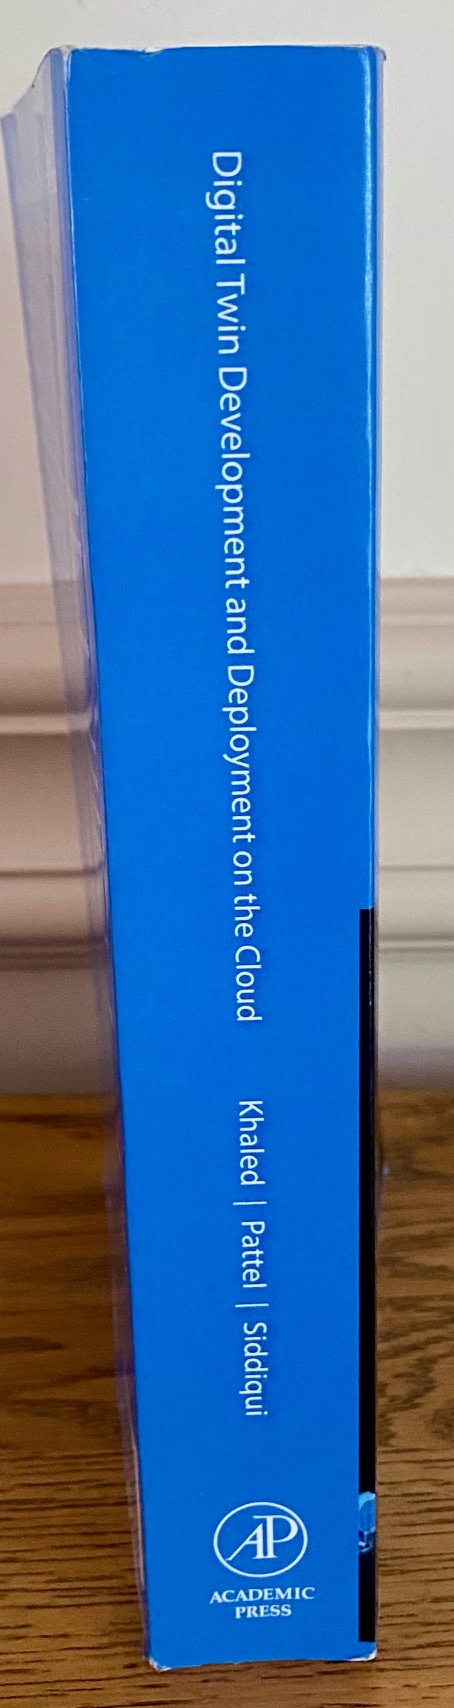 Digital Twin Development and Deployment on the Cloud
Khaled | Pattel | Siddiqui
AP
ACADEMIC
PRESS